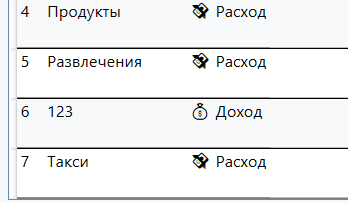 4 Продукты Расход
5 Развлечения Расход
6 123 Доход
7 Такси Расход